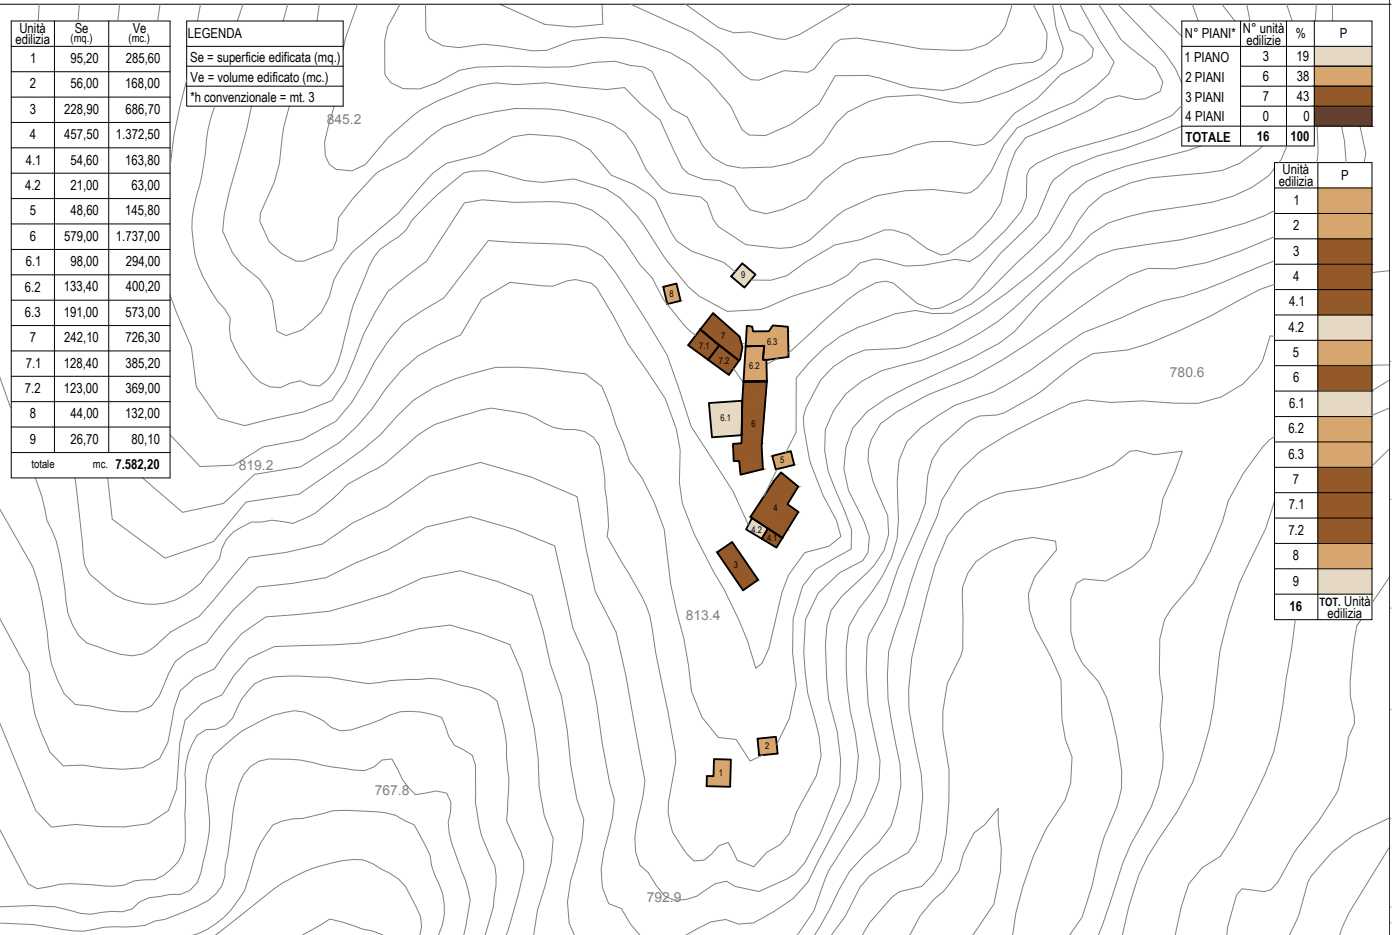 Unità edilizia Se (mq.) Ve (mc.)
1 95,20 285,60
2 56,00 168,00
3 228,90 686,70
4 457,50 1.372,50
4.1 54,60 163,80
4.2 21,00 63,00
5 48,60 145,80
6 579,00 1.737,00
6.1 98,00 294,00
6.2 133,40 400,20
6.3 191,00 573,00
7 242,10 726,30
7.1 128,40 385,20
7.2 123,00 369,00
8 44,00 132,00
9 26,70 80,10
totale mc. 7.582,20
LEGENDA
Se = superficie edificata (mq.)
Ve = volume edificato (mc.)
*h convenzionale = mt. 3
N° PIANI* N° unità edilizie % P
1 PIANO 3 19
2 PIANI 6 38
3 PIANI 7 43
4 PIANI 0 0
TOTALE 16 100
Unità edilizia P
1
2
3
4
4.1
4.2
5
6
6.1
6.2
6.3
7
7.1
7.2
8
9
16 TOT. Unità edilizia
845.2
9
8
7
7.1
7.2
6.3
6.2
780.6
6.1
6
5
819.2
4
4.2
4.1
3
813.4
2
1
767.8
792.9